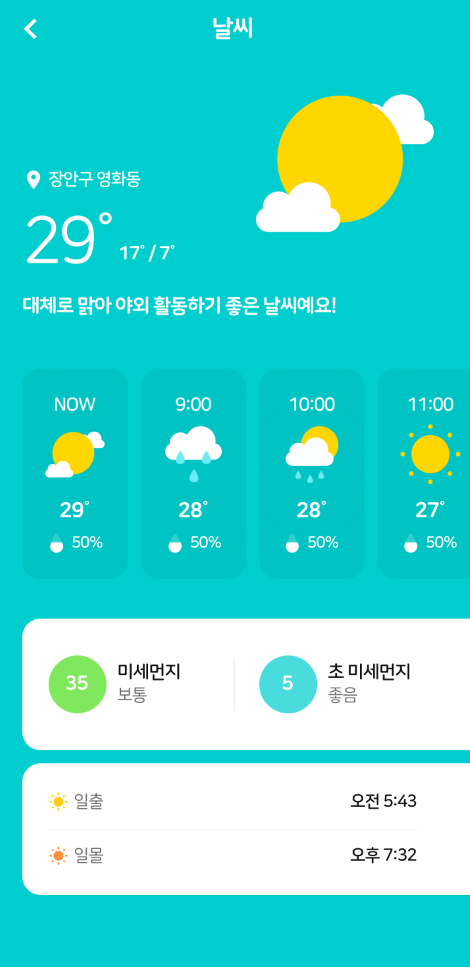 날씨
장안구 영화동
29° 17° / 7°
대체로 맑아 야외 활동하기 좋은 날씨예요!
NOW 9:00 10:00 11:00
29° 28° 28° 27°
50% 50% 50% 50%
35 미세먼지 보통
5 초 미세먼지 좋음
일출 오전 5:43
일몰 오후 7:32